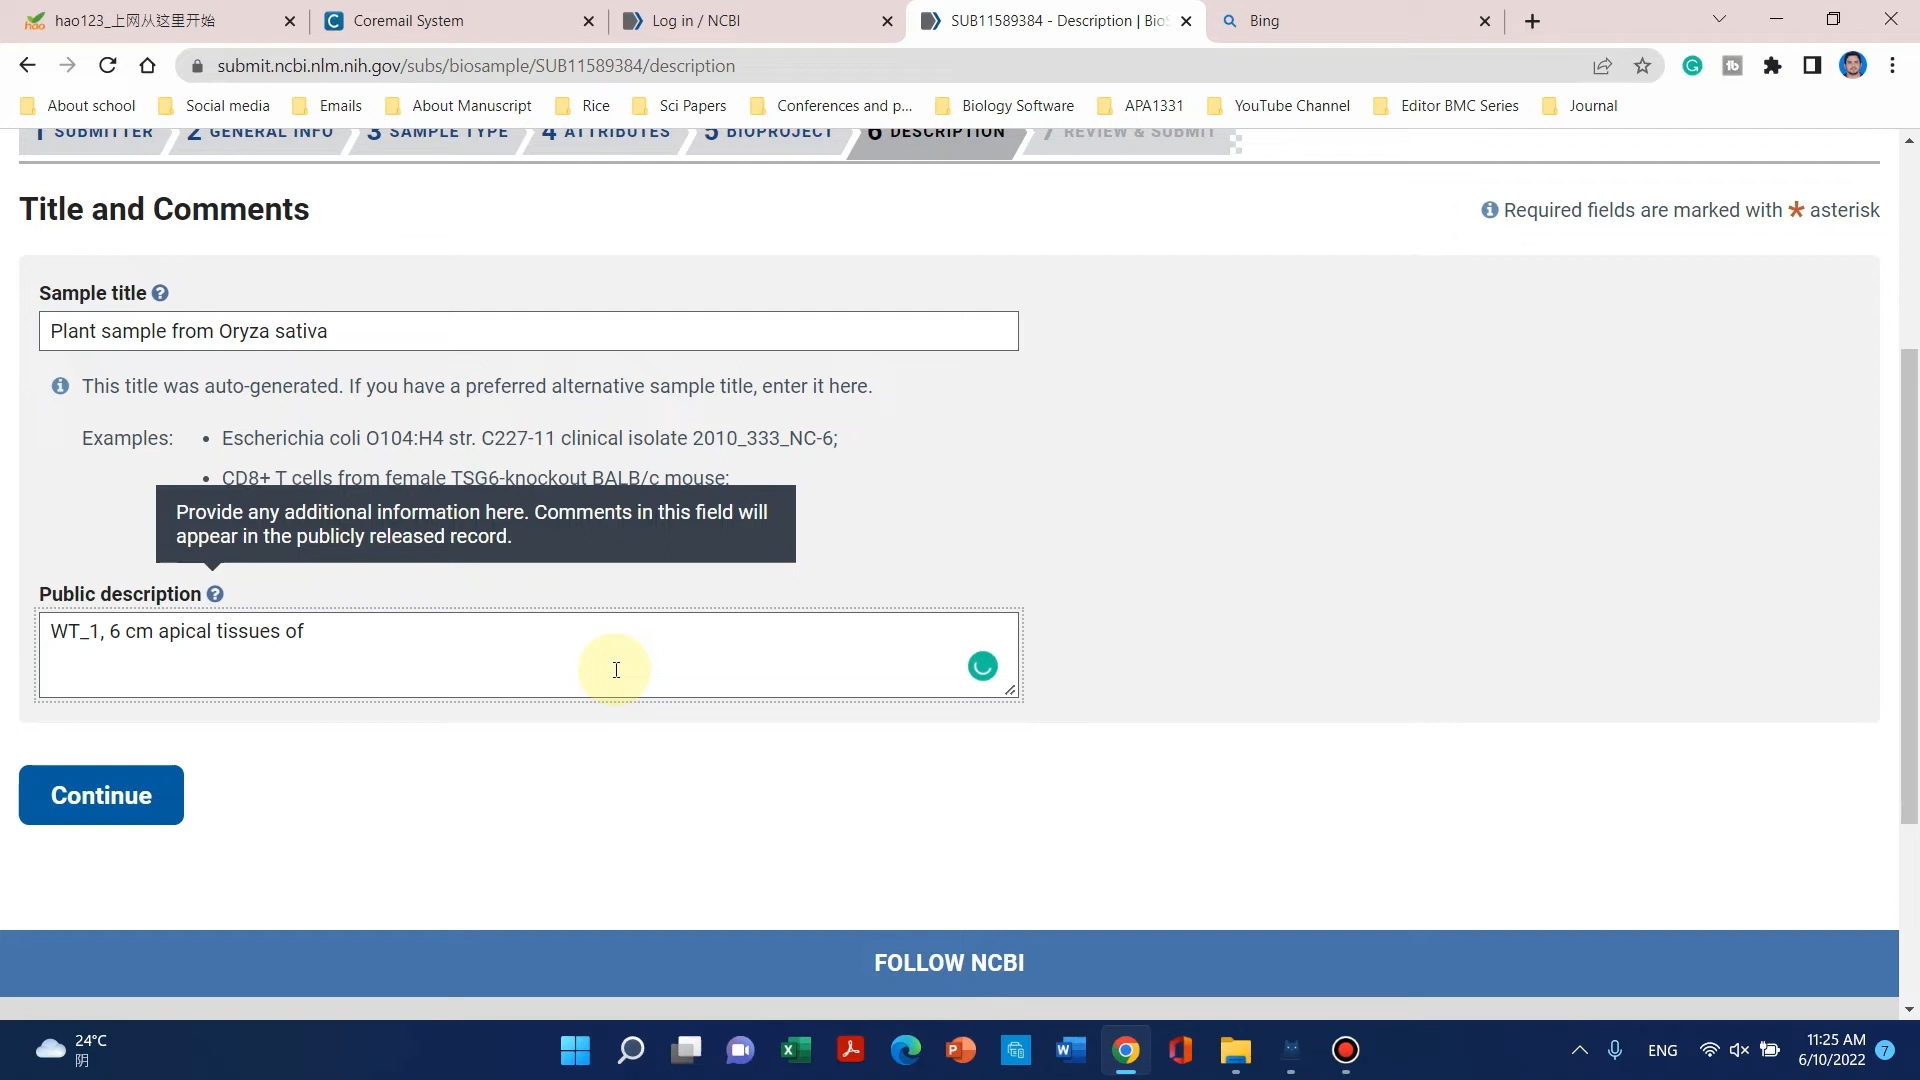 hao123_上网从这里开始
Coremail System
Log in / NCBI
SUB11589384 - Description | Bio
Bing
submit.ncbi.nlm.nih.gov/subs/biosample/SUB11589384/description
About school
Social media
Emails
About Manuscript
Rice
Sci Papers
Conferences and p...
Biology Software
APA1331
YouTube Channel
Editor BMC Series
Journal
1 SUBMITTER
2 GENERAL INFO
3 SAMPLE TYPE
4 ATTRIBUTES
5 BIOPROJECT
6 DESCRIPTION
7 REVIEW & SUBMIT
Title and Comments
Required fields are marked with * asterisk
Sample title
Plant sample from Oryza sativa
This title was auto-generated. If you have a preferred alternative sample title, enter it here.
Examples:
• Escherichia coli O104:H4 str. C227-11 clinical isolate 2010_333_NC-6;
• CD8+ T cells from female TSG6-knockout BALB/c mouse;
Provide any additional information here. Comments in this field will
appear in the publicly released record.
Public description
WT_1, 6 cm apical tissues of
Continue
FOLLOW NCBI
24°C
阴
ENG
11:25 AM
6/10/2022
7